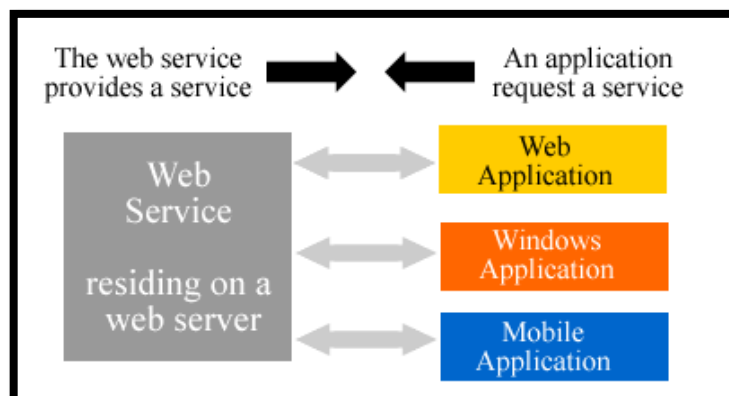 The web service
provides a service
An application
request a service
Web
Service
residing on a
web server
Web
Application
Windows
Application
Mobile
Application